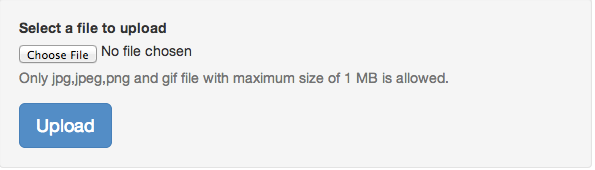 Select a file to upload
Choose File No file chosen
Only jpg,jpeg,png and gif file with maximum size of 1 MB is allowed.
Upload